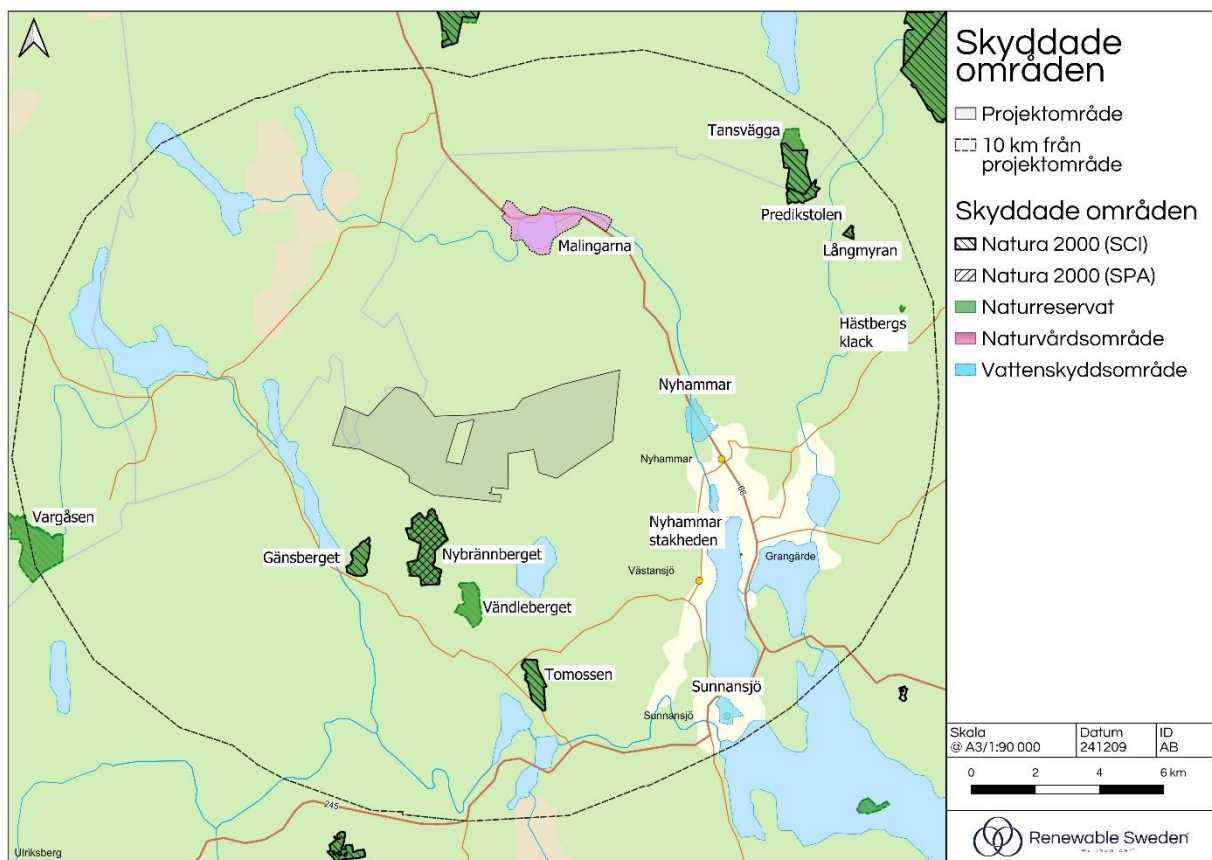 Tansvägga
Predikstolen
Malingarna
Långmyran
Hästbergs
klack
Nyhammar
Nyhammar
66
Vargåsen
Nyhammar
stakheden
Gänsberget
Nybrännberget
Grangärde
Västansjö
Vändleberget
Tomossen
Sunnansjö
Sunnansjö
245
Ulriksberg
Skyddade
områden
Projektområde
10 km från
projektområde
Skyddade områden
Natura 2000 (SCI)
Natura 2000 (SPA)
Naturreservat
Naturvårdsområde
Vattenskyddsområde
Skala
@ A3/1:90 000
Datum
241209
ID
AB
0 2 4 6 km
Renewable Sweden